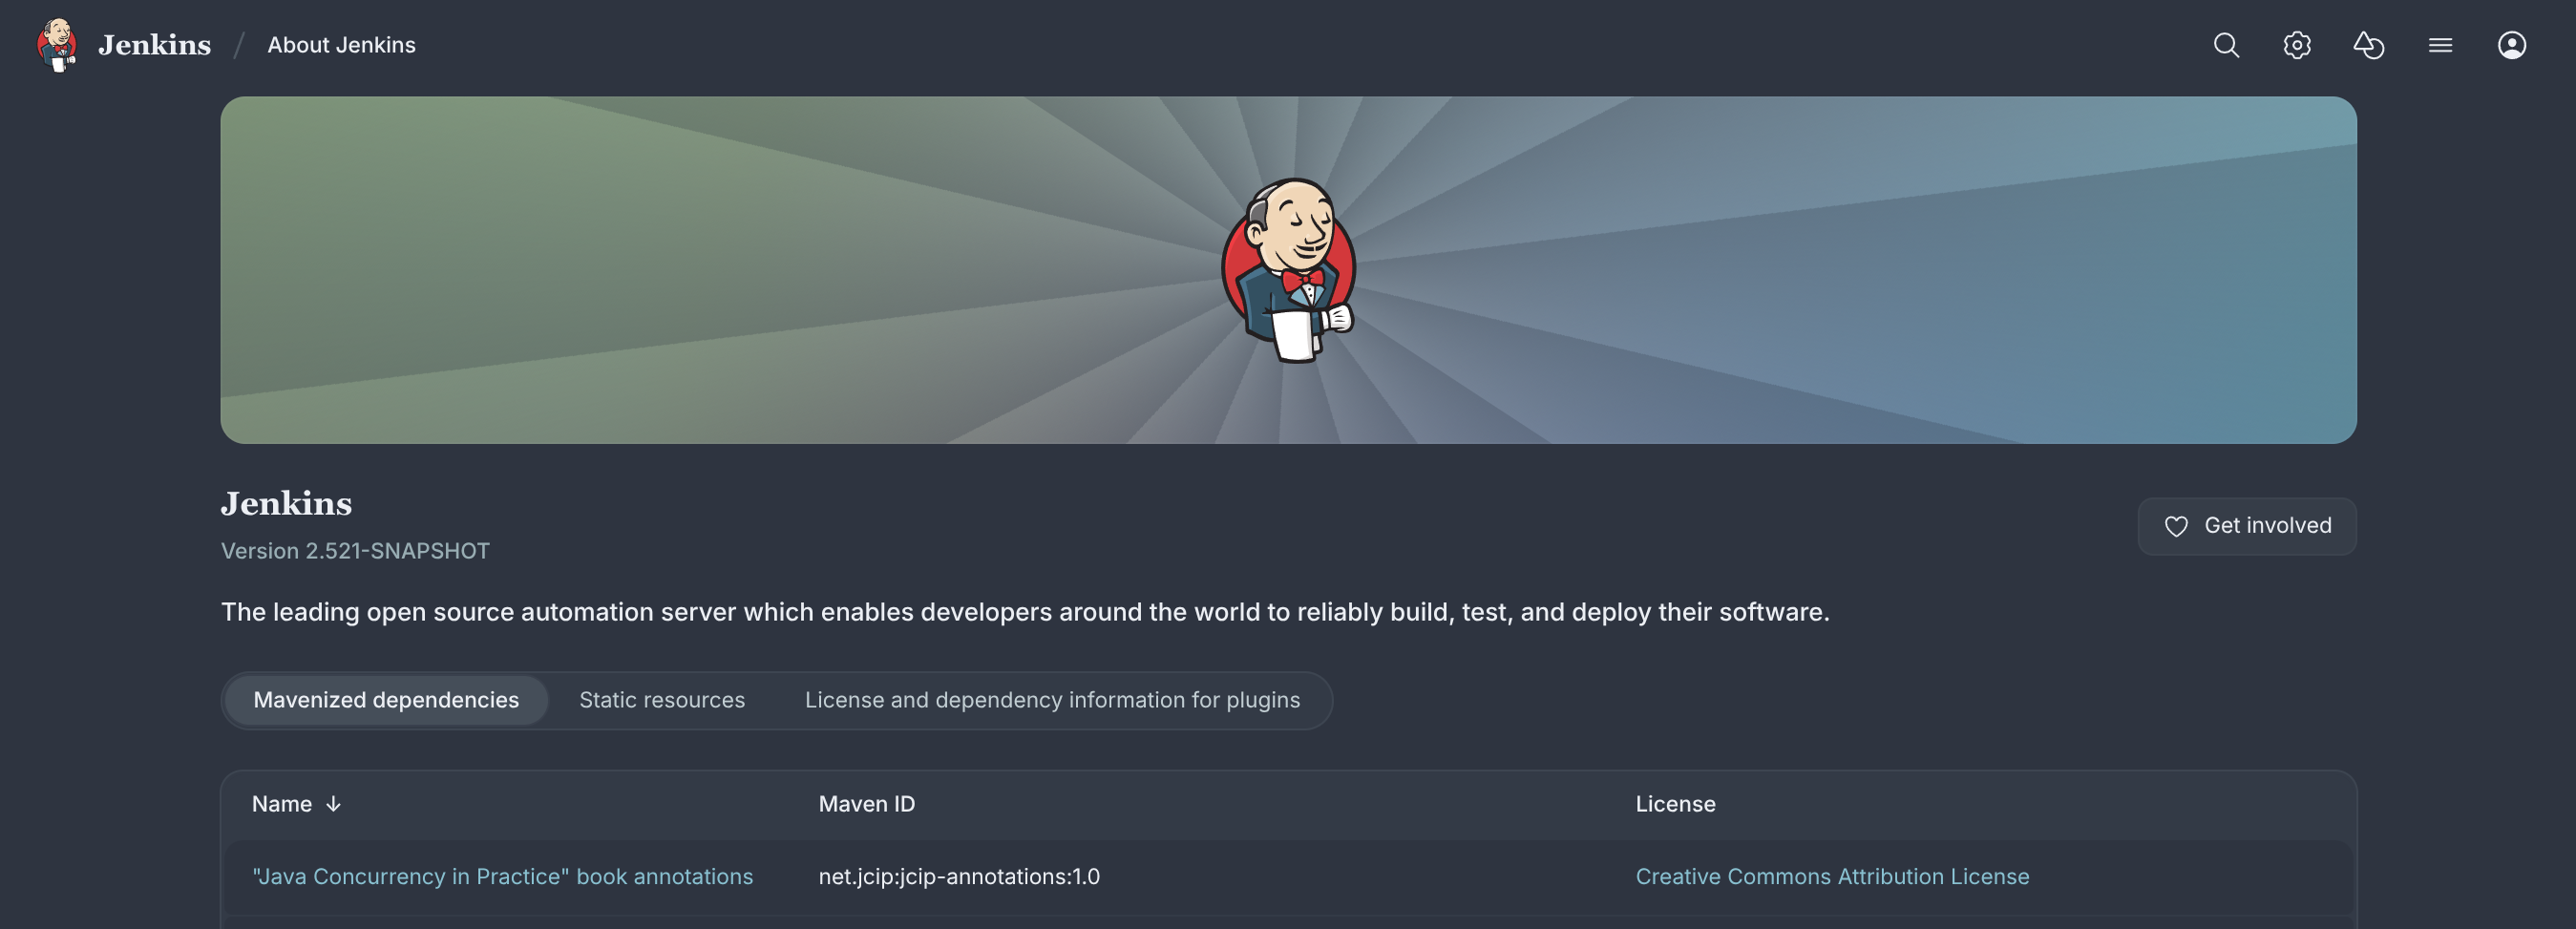 Jenkins / About Jenkins
Jenkins
Version 2.521-SNAPSHOT
Get involved
The leading open source automation server which enables developers around the world to reliably build, test, and deploy their software.
Mavenized dependencies Static resources License and dependency information for plugins
Name ↓ Maven ID License
"Java Concurrency in Practice" book annotations net.jcip:jcip-annotations:1.0 Creative Commons Attribution License